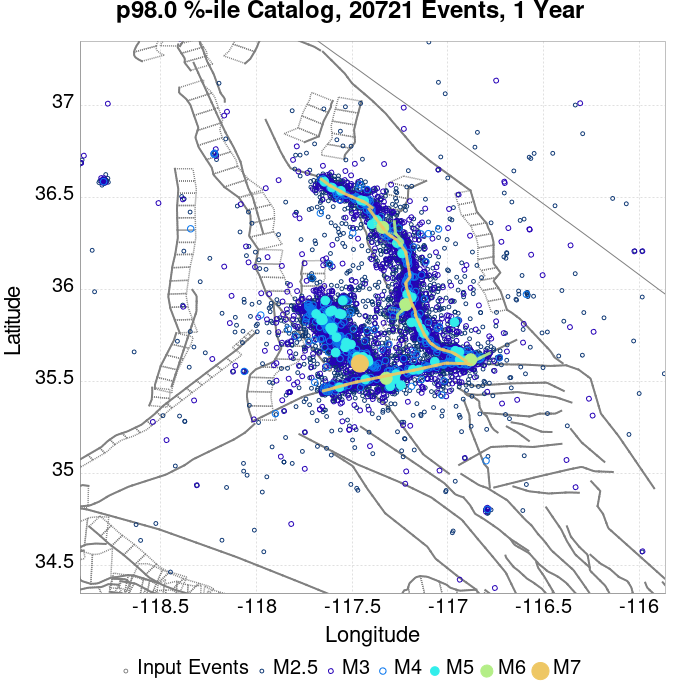 p98.0 %-ile Catalog, 20721 Events, 1 Year
37
36.5
36
35.5
35
34.5
Latitude
-118.5 -118 -117.5 -117 -116.5 -116
Longitude
Input Events M2.5 M3 M4 M5 M6 M7